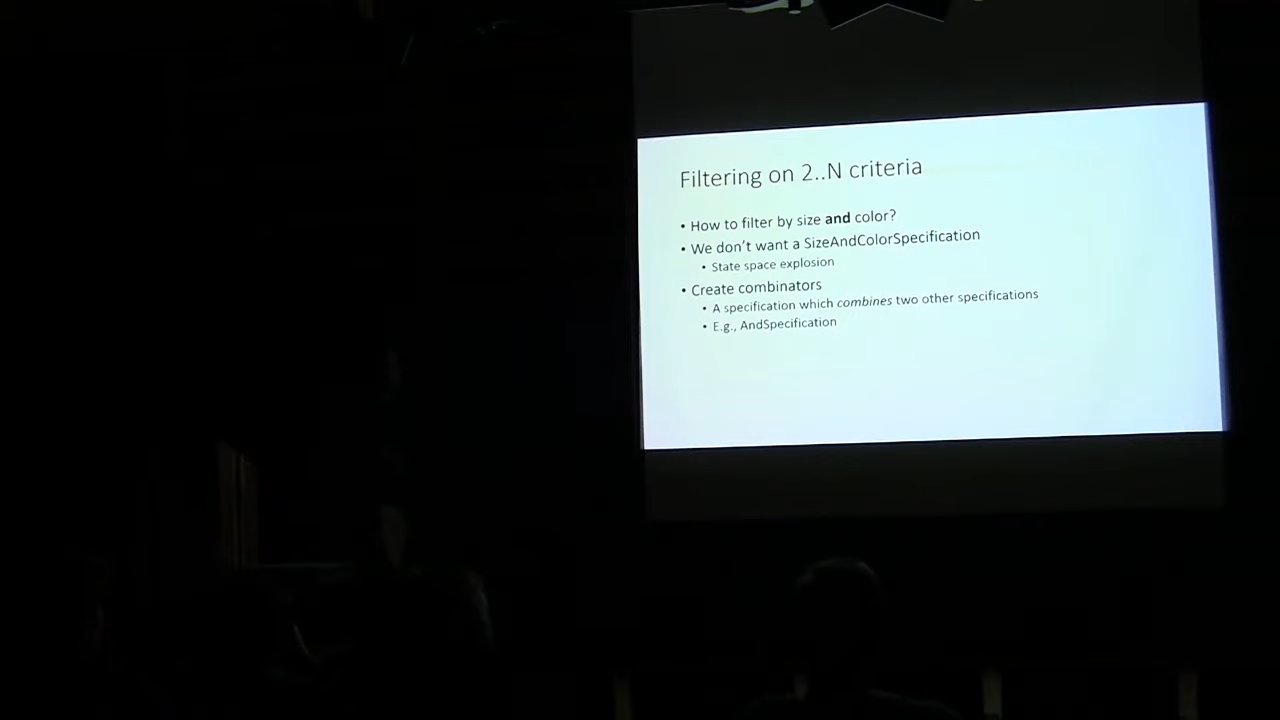 Filtering on 2..N criteria
• How to filter by size and color?
• We don't want a SizeAndColorSpecification
• State space explosion
• Create combinators
• A specification which combines two other specifications
• E.g., AndSpecification